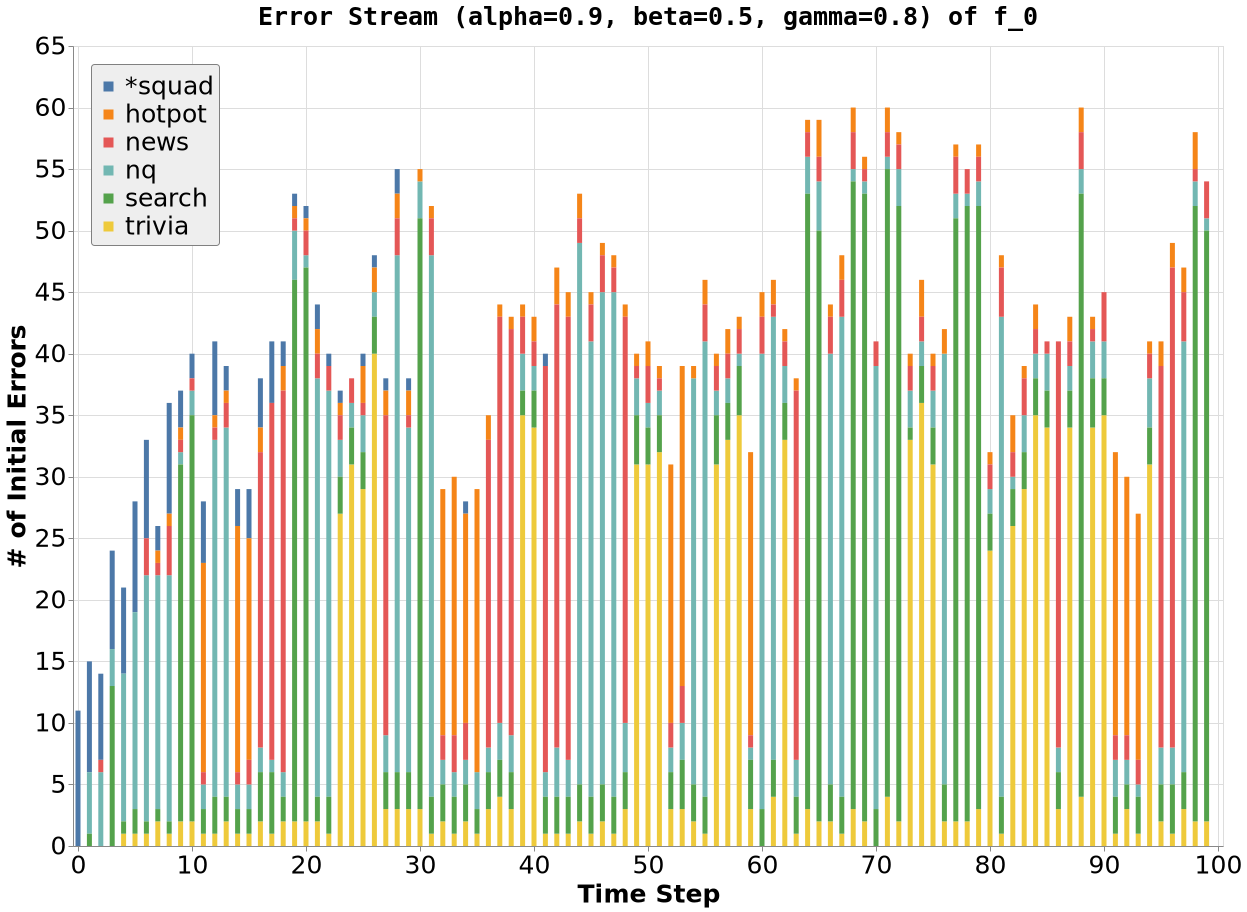 Error Stream (alpha=0.9, beta=0.5, gamma=0.8) of f_0
# of Initial Errors
65
60
55
50
45
40
35
30
25
20
15
10
5
0
*squad
hotpot
news
nq
search
trivia
0 10 20 30 40 50 60 70 80 90 100
Time Step